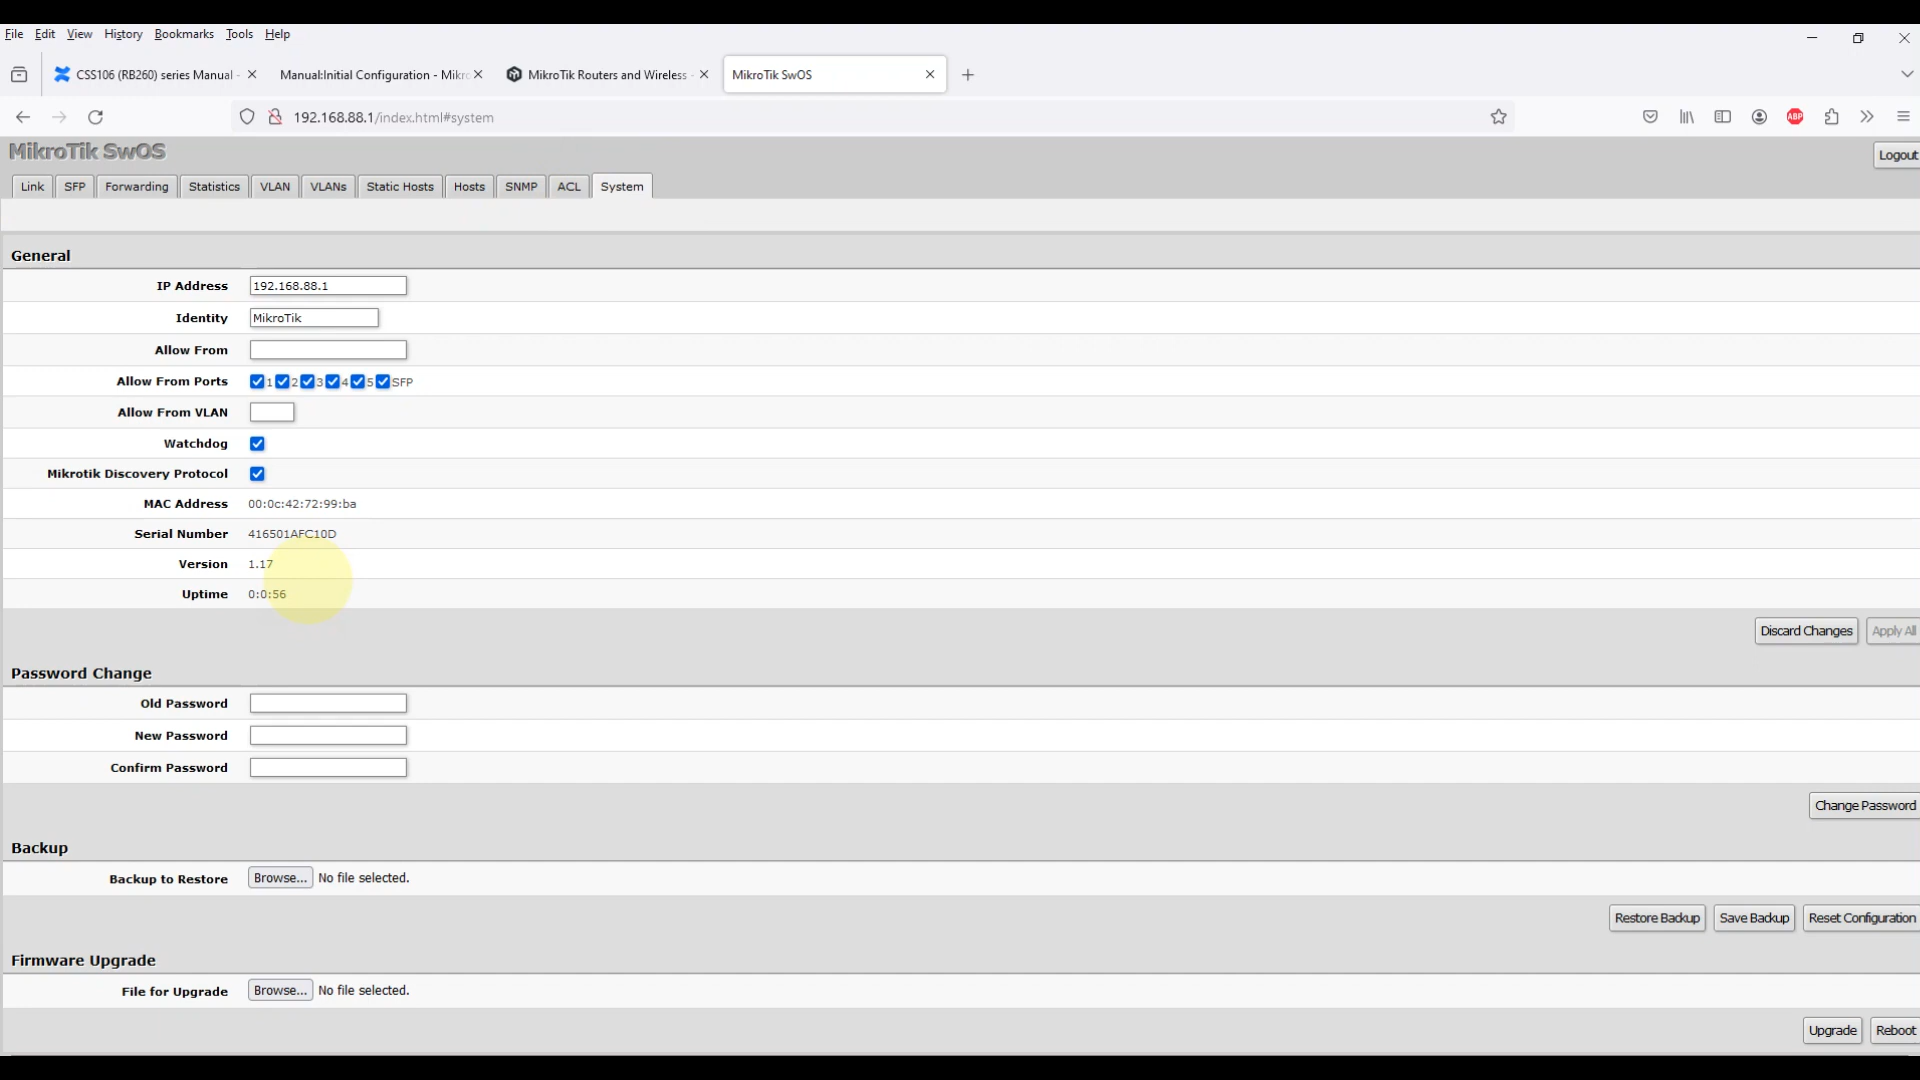 File Edit View History Bookmarks Tools Help
CSS106 (RB260) series Manual - Manual:Initial Configuration - Mikro MikroTik Routers and Wireless - MikroTik SwOS
192.168.88.1/index.html#system
ABP
MikroTik SwOS
Logout
Link SFP Forwarding Statistics VLAN VLANs Static Hosts Hosts SNMP ACL System
General
IP Address 192.168.88.1
Identity MikroTik
Allow From
Allow From Ports 1 2 3 4 5 SFP
Allow From VLAN
Watchdog
Mikrotik Discovery Protocol
MAC Address 00:0c:42:72:99:ba
Serial Number 416501AFC10D
Version 1.17
Uptime 0:0:56
Discard Changes Apply All
Password Change
Old Password
New Password
Confirm Password
Change Password
Backup
Backup to Restore Browse... No file selected.
Restore Backup Save Backup Reset Configuration
Firmware Upgrade
File for Upgrade Browse... No file selected.
Upgrade Reboot